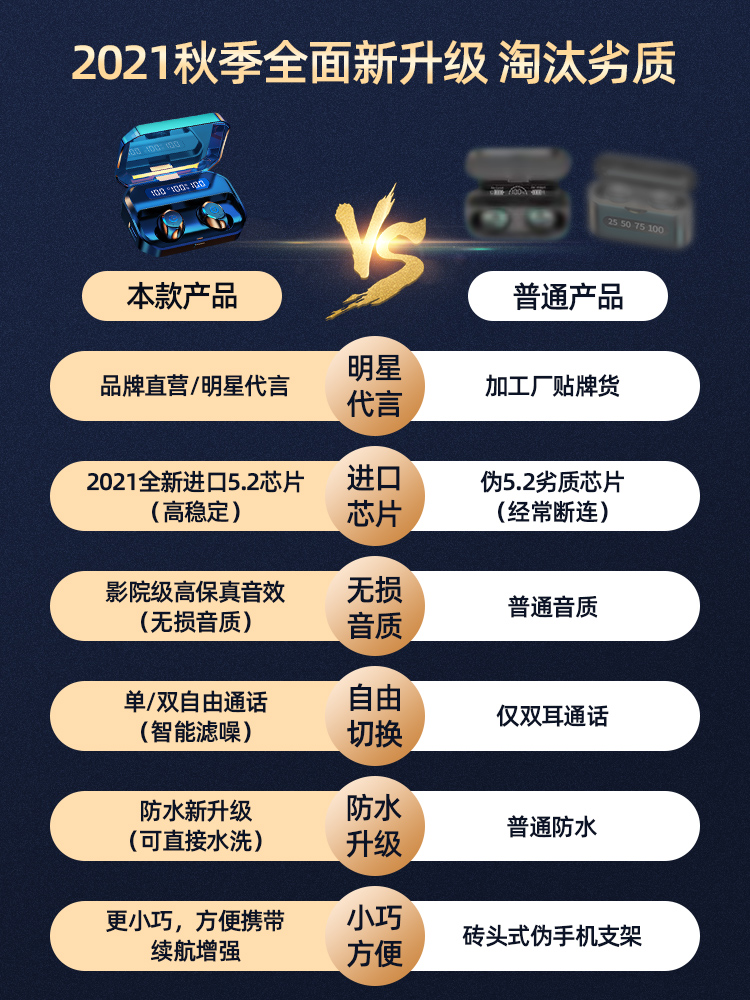 2021秋季全面新升级 淘汰劣质
100 100% 100
100
25 50 75 100
VS
本款产品
普通产品
品牌直营/明星代言
明星
代言
加工厂贴牌货
2021全新进口5.2芯片
（高稳定）
进口
芯片
伪5.2劣质芯片
（经常断连）
影院级高保真音效
（无损音质）
无损
音质
普通音质
单/双自由通话
（智能滤噪）
自由
切换
仅双耳通话
防水新升级
（可直接水洗）
防水
升级
普通防水
更小巧，方便携带
续航增强
小巧
方便
砖头式伪手机支架